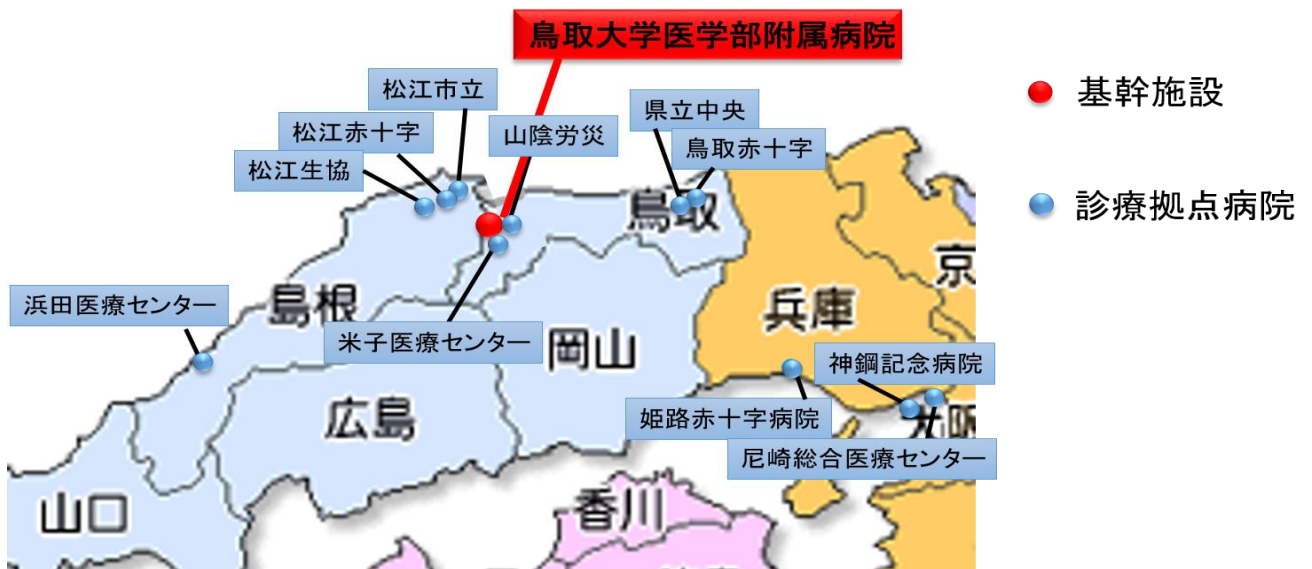 鳥取大学医学部附属病院
松江市立
基幹施設
松江赤十字
山陰労災
県立中央
鳥取赤十字
松江生協
鳥取
診療拠点病院
京
浜田医療センター
島根
兵庫
米子医療センター
岡山
神鋼記念病院
広島
姫路赤十字病院
大阪
尼崎総合医療センター
山口
香川